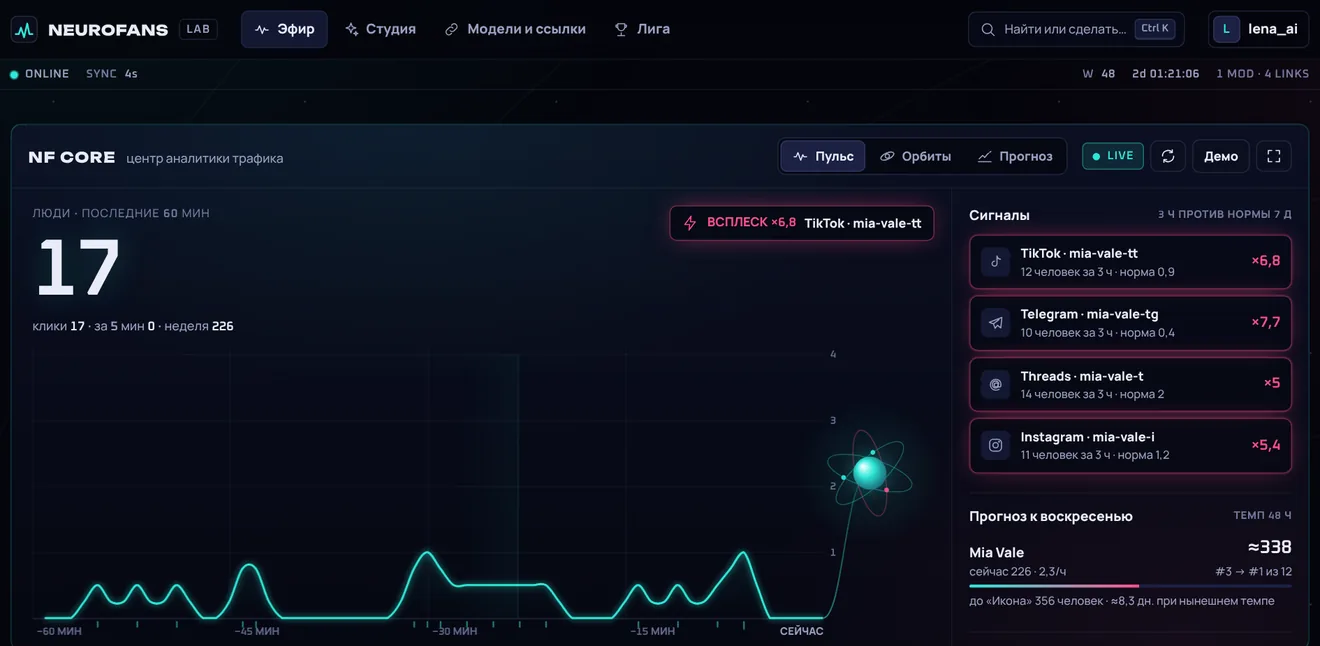 NEUROFANS LAB Эфир Студия Модели и ссылки Лига Найти или сделать… Ctrl K L lena_ai
ONLINE SYNC 4s W 48 2d 01:21:06 1 MOD · 4 LINKS
NF CORE центр аналитики трафика Пульс Орбиты Прогноз LIVE Демо
ЛЮДИ · ПОСЛЕДНИЕ 60 МИН
17
клики 17 · за 5 мин 0 · неделя 226
ВСПЛЕСК ×6,8 TikTok · mia-vale-tt
4
3
2
1
−60 МИН −45 МИН −30 МИН −15 МИН СЕЙЧАС
Сигналы 3 Ч ПРОТИВ НОРМЫ 7 Д
TikTok · mia-vale-tt ×6,8
12 человек за 3 ч · норма 0,9
Telegram · mia-vale-tg ×7,7
10 человек за 3 ч · норма 0,4
Threads · mia-vale-t ×5
14 человек за 3 ч · норма 2
Instagram · mia-vale-i ×5,4
11 человек за 3 ч · норма 1,2
Прогноз к воскресенью ТЕМП 48 Ч
Mia Vale ≈338
сейчас 226 · 2,3/ч #3 → #1 из 12
до «Икона» 356 человек · ≈8,3 дн. при нынешнем темпе